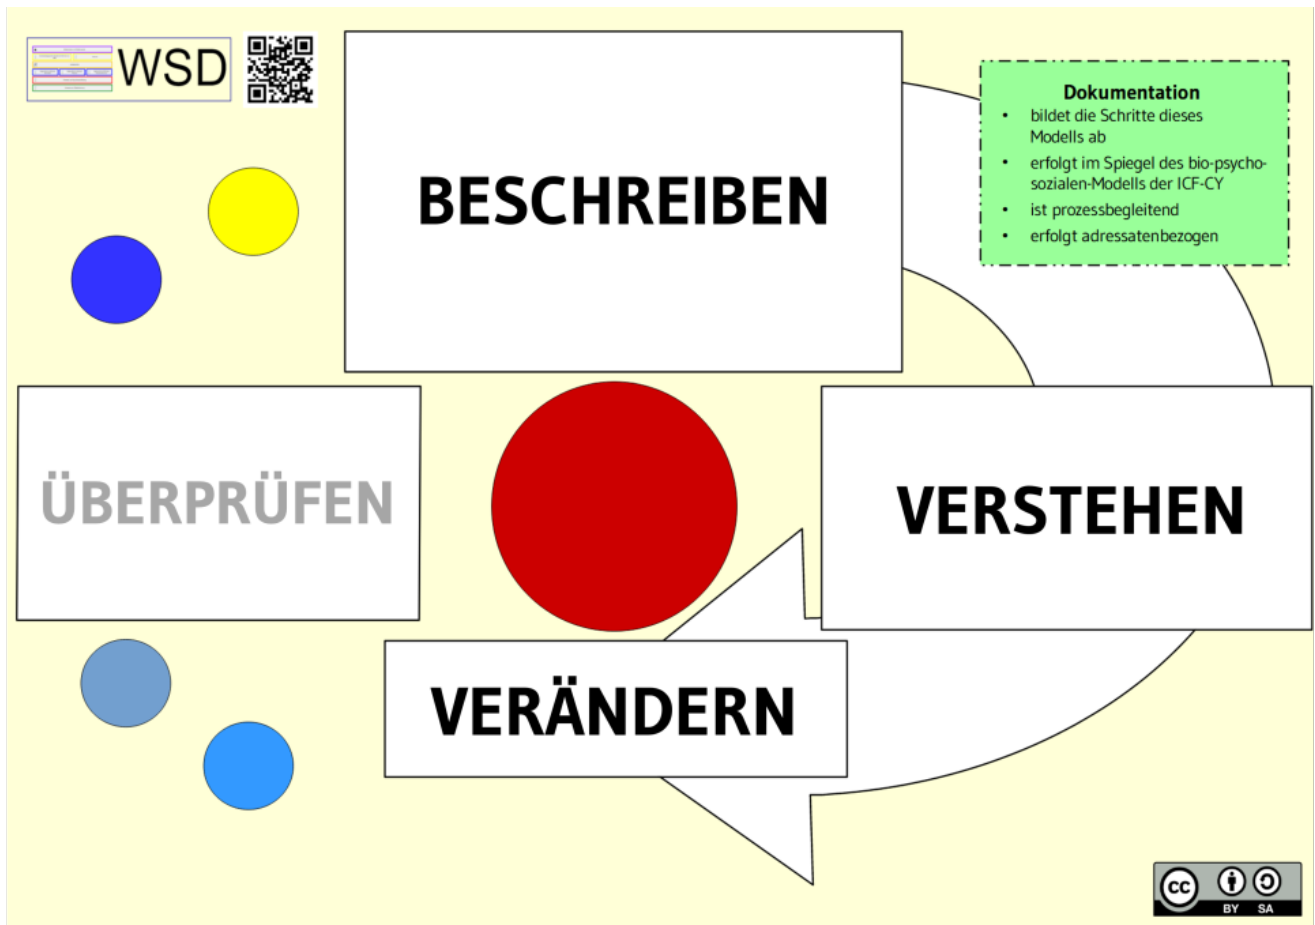 WSD
BESCHREIBEN
Dokumentation
• bildet die Schritte dieses
Modells ab
• erfolgt im Spiegel des bio-psycho-
sozialen-Modells der ICF-CY
• ist prozessbegleitend
• erfolgt adressatenbezogen
ÜBERPRÜFEN
VERSTEHEN
VERÄNDERN
cc
BY SA